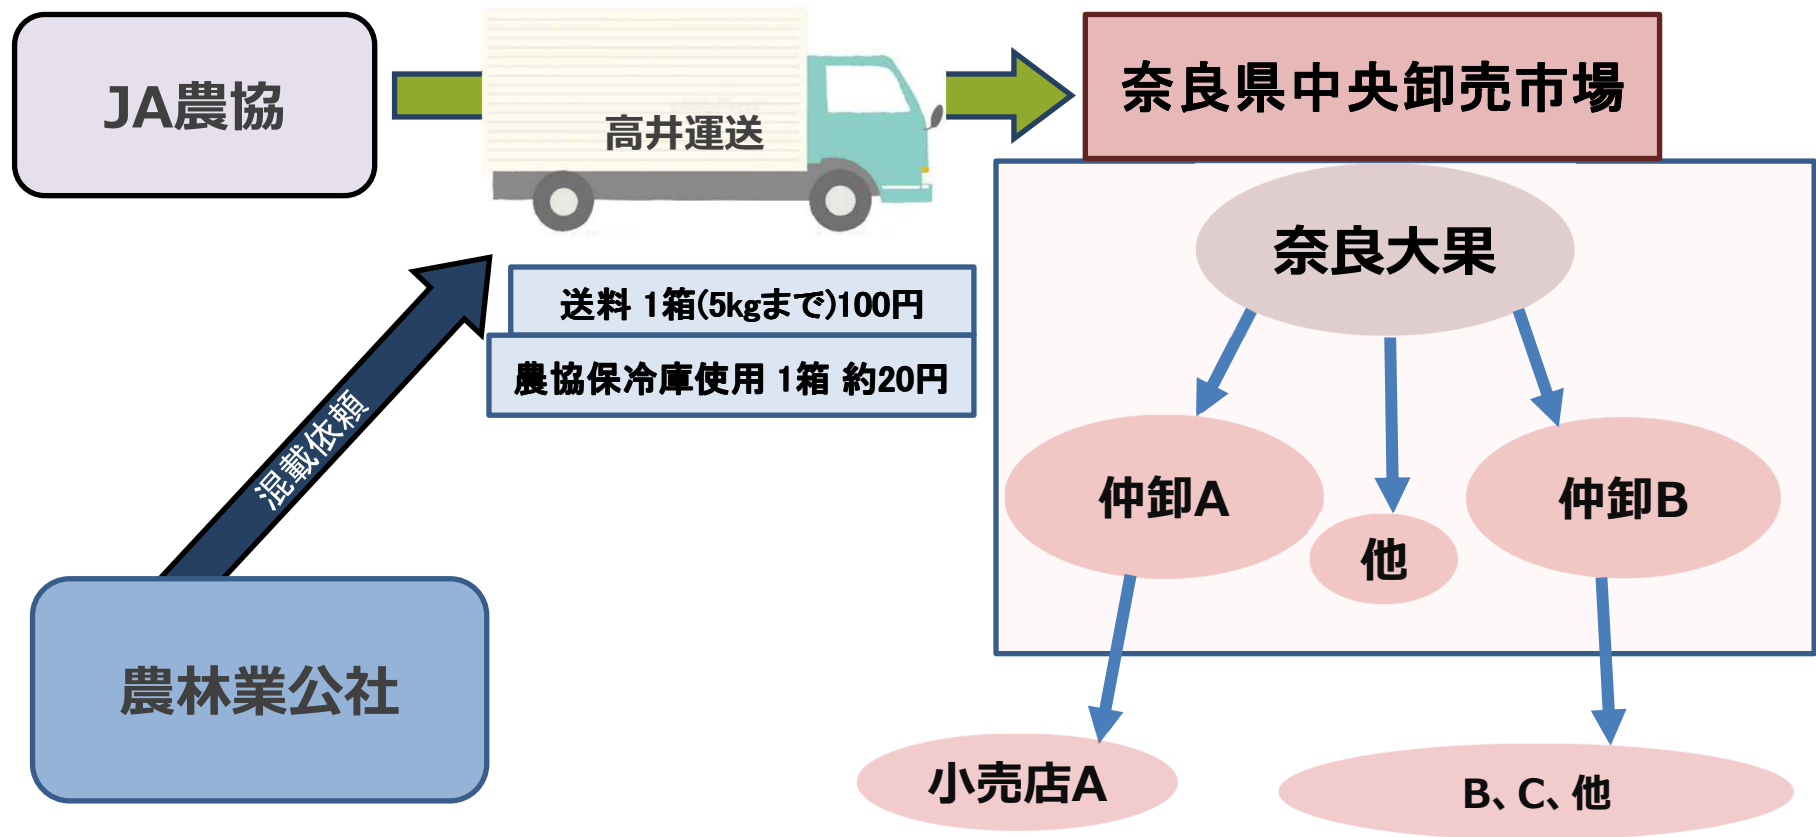 JA農協
高井運送
奈良県中央卸売市場
奈良大果
送料 1箱(5kgまで)100円
農協保冷庫使用 1箱 約20円
混載依頼
仲卸A
他
仲卸B
農林業公社
小売店A
B、C、他